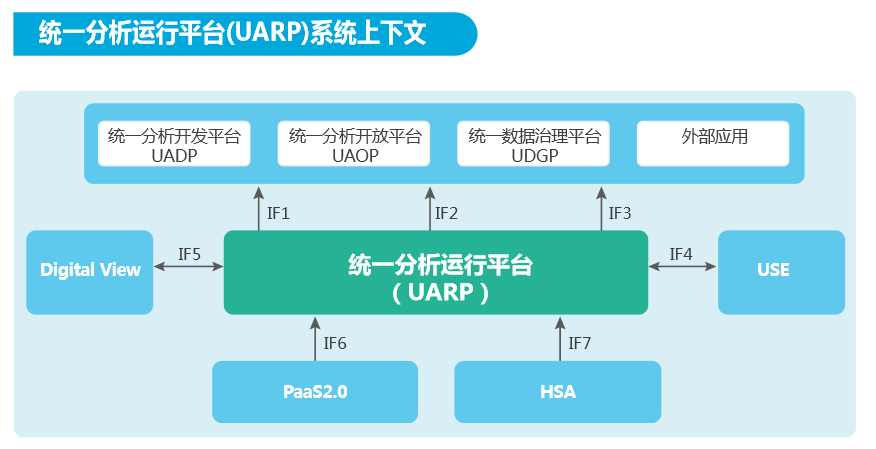 统一分析运行平台(UARP)系统上下文
统一分析开发平台
UADP
统一分析开放平台
UAOP
统一数据治理平台
UDGP
外部应用
IF1
IF2
IF3
Digital View
IF5
统一分析运行平台
（UARP）
IF4
USE
IF6
IF7
PaaS2.0
HSA